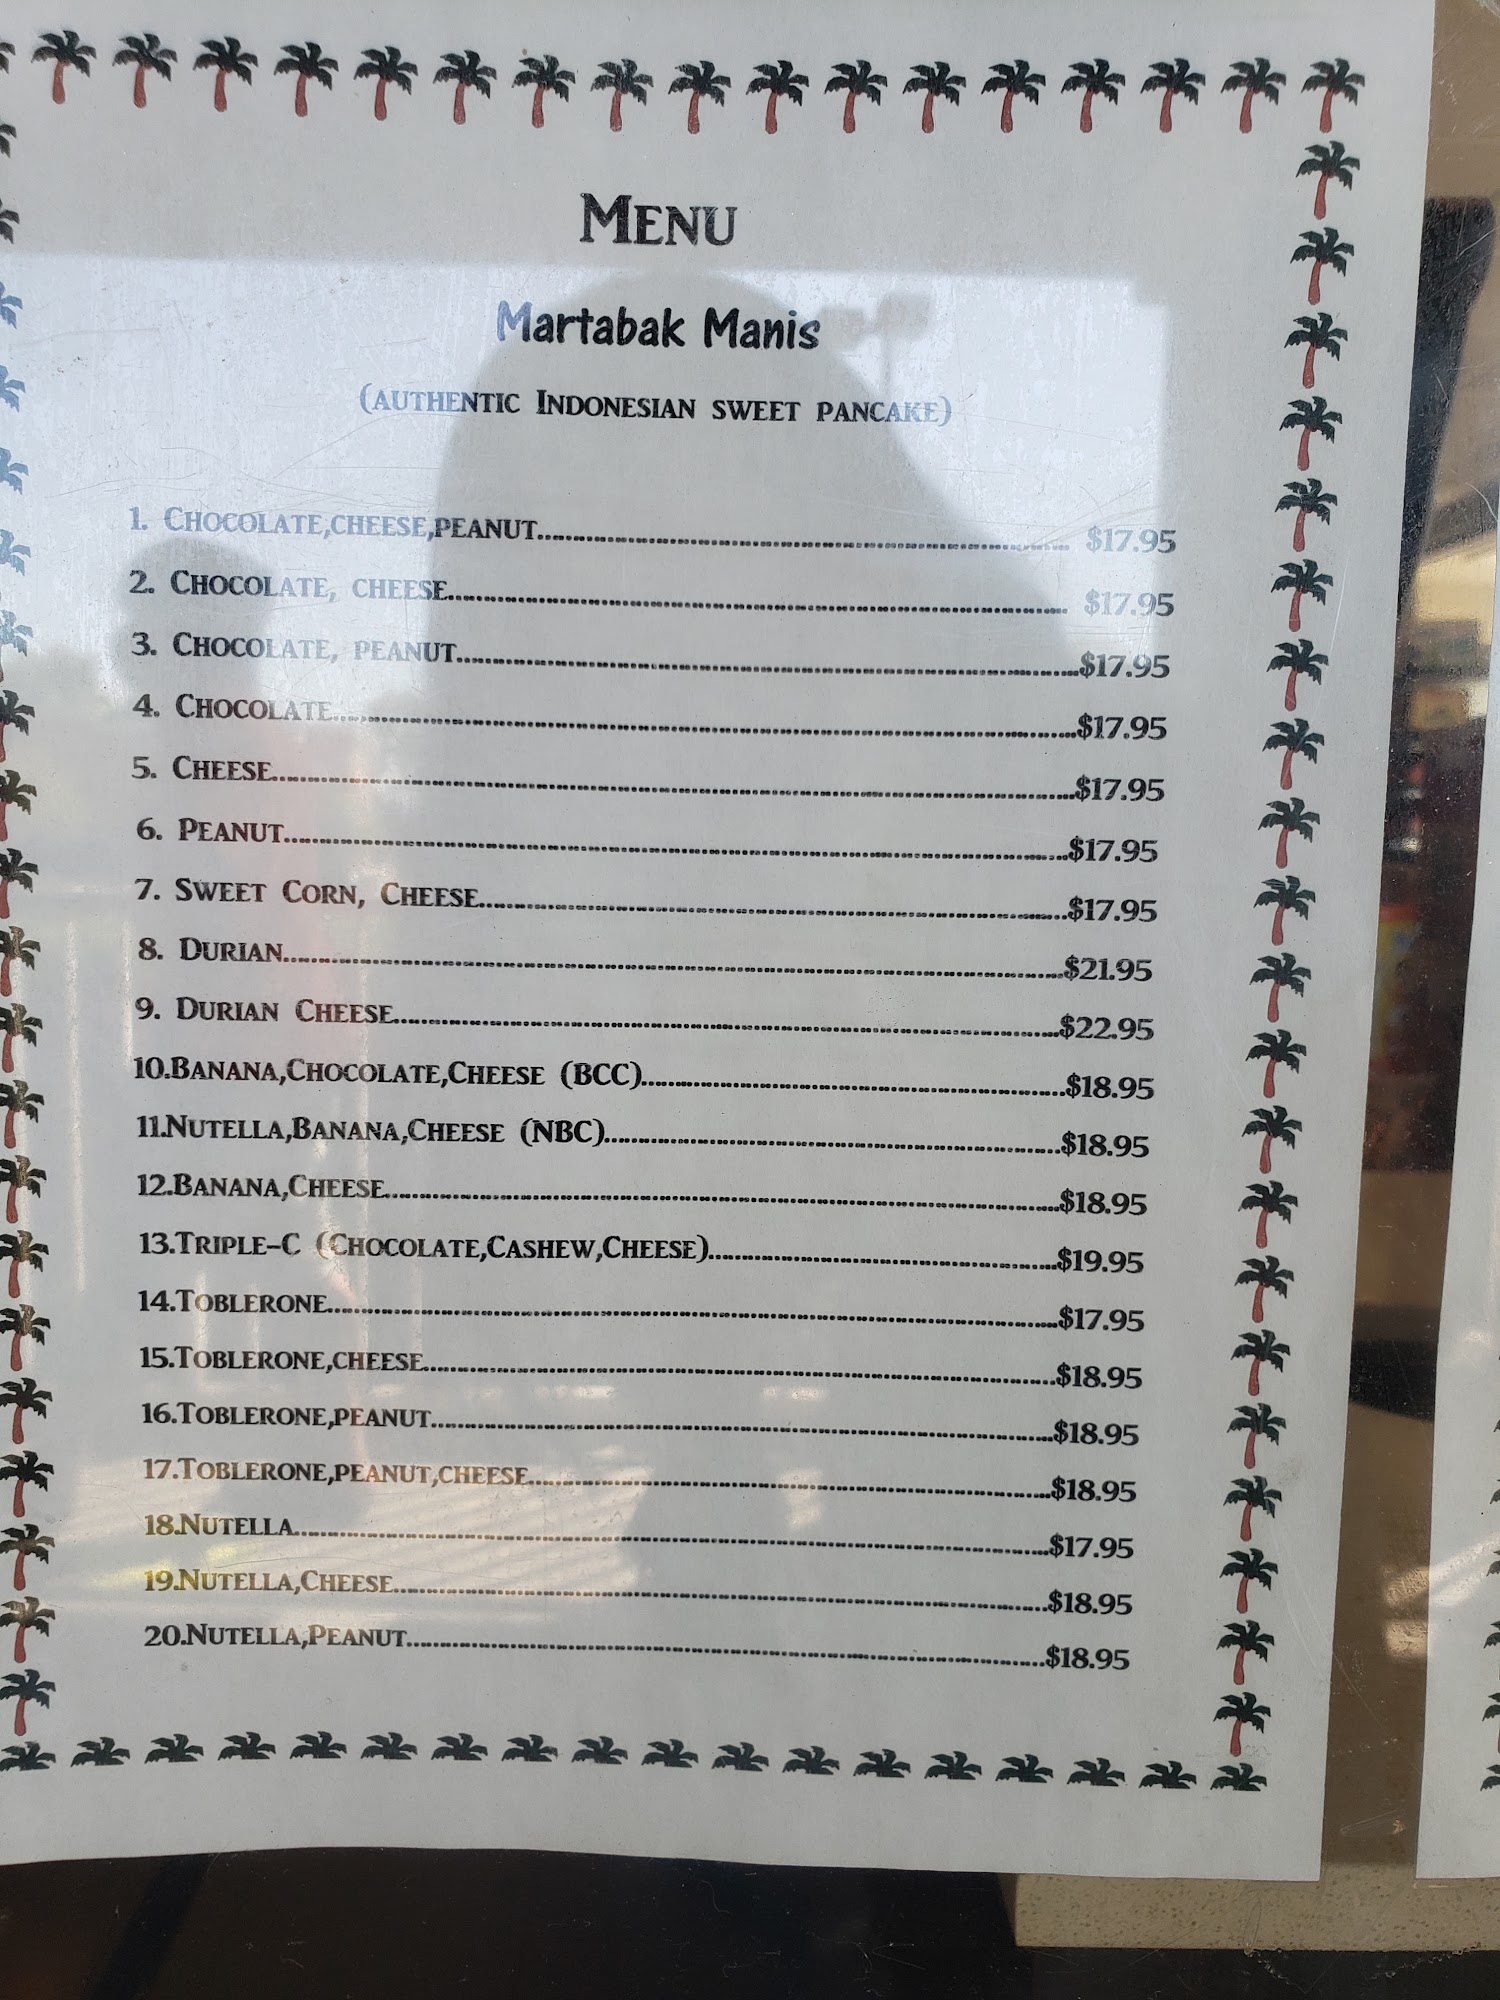 Menu
Martabak Manis
(authentic Indonesian sweet pancake)
1. Chocolate,cheese,peanut........................................ $17.95
2. Chocolate, cheese........................................ $17.95
3. Chocolate, peanut........................................$17.95
4. Chocolate........................................$17.95
5. Cheese........................................$17.95
6. Peanut........................................$17.95
7. Sweet Corn, Cheese........................................$17.95
8. Durian........................................$21.95
9. Durian Cheese........................................$22.95
10.Banana,Chocolate,Cheese (BCC)........................................$18.95
11.Nutella,Banana,Cheese (NBC)........................................$18.95
12.Banana,Cheese........................................$18.95
13.Triple-C (Chocolate,Cashew,Cheese)........................................$19.95
14.Toblerone........................................$17.95
15.Toblerone,cheese........................................$18.95
16.Toblerone,peanut........................................$18.95
17.Toblerone,peanut,cheese........................................$18.95
18.Nutella........................................$17.95
19.Nutella,Cheese........................................$18.95
20.Nutella,Peanut........................................$18.95